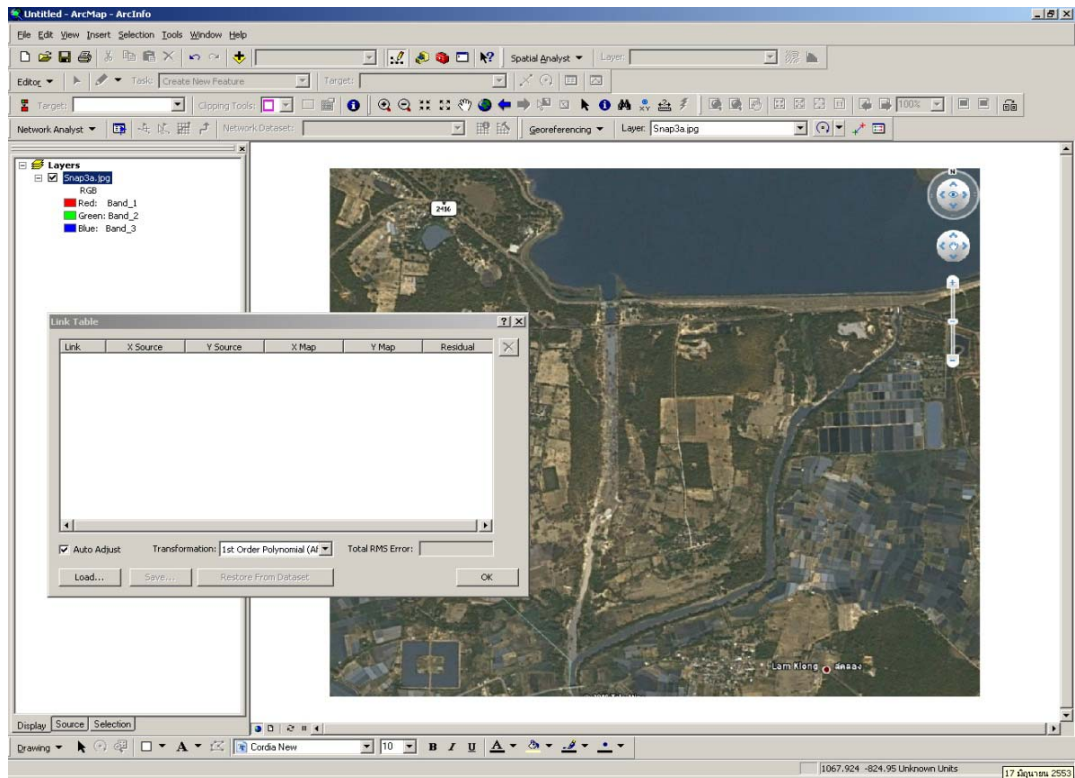 Untitled - ArcMap - ArcInfo
File Edit View Insert Selection Tools Window Help
Spatial Analyst Layer:
Editor Task: Create New Feature Target:
Target: Clipping Tools: 100%
Network Analyst Network Dataset: Georeferencing Layer: Snap3a.jpg
Layers
Snap3a.jpg
RGB
Red: Band_1
Green: Band_2
Blue: Band_3
N
2416
Link Table
Link X Source Y Source X Map Y Map Residual
Auto Adjust Transformation: 1st Order Polynomial (Af Total RMS Error:
Load... Save... Restore From Dataset OK
Lam Klong
Display Source Selection
Drawing A Cordia New 10 B I U A
1067.924 -824.95 Unknown Units
17 มิถุนายน 2553